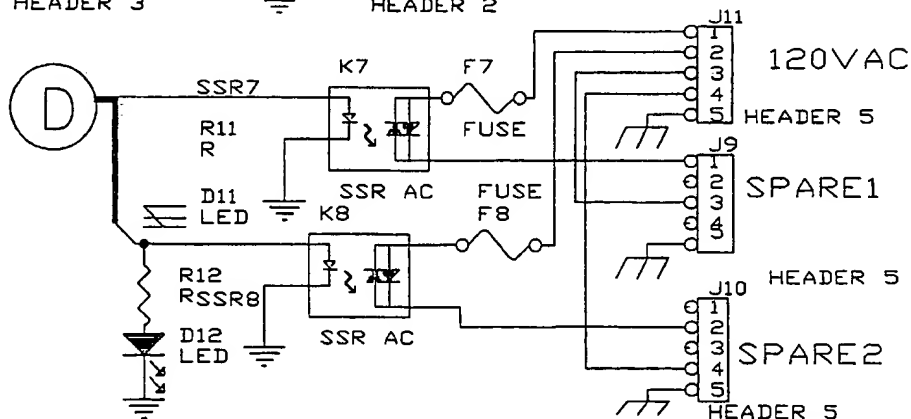 HEADER 3
HEADER 2
J11
1
2
3
4
5
120VAC
HEADER 5
D
SSR7
K7
F7
FUSE
R11
R
SSR AC
J9
1
2
3
4
5
SPARE1
HEADER 5
D11
LED
K8
FUSE
F8
R12
R
SSR8
SSR AC
D12
LED
J10
1
2
3
4
5
SPARE2
HEADER 5